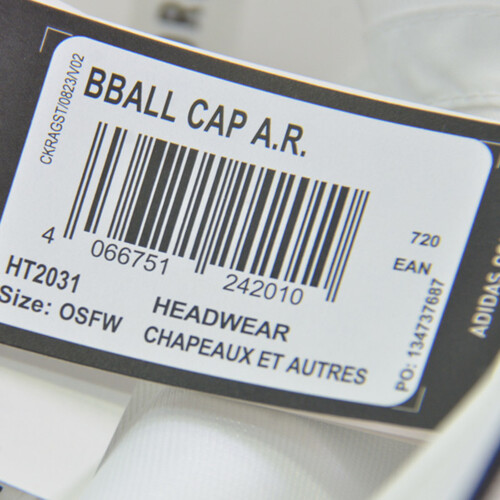 CKRAGST/0823/V02
BBALL CAP A.R.
4 066751 242010
720
EAN
HT2031
Size: OSFW
HEADWEAR
CHAPEAUX ET AUTRES
PO: 134737687
ADIDAS